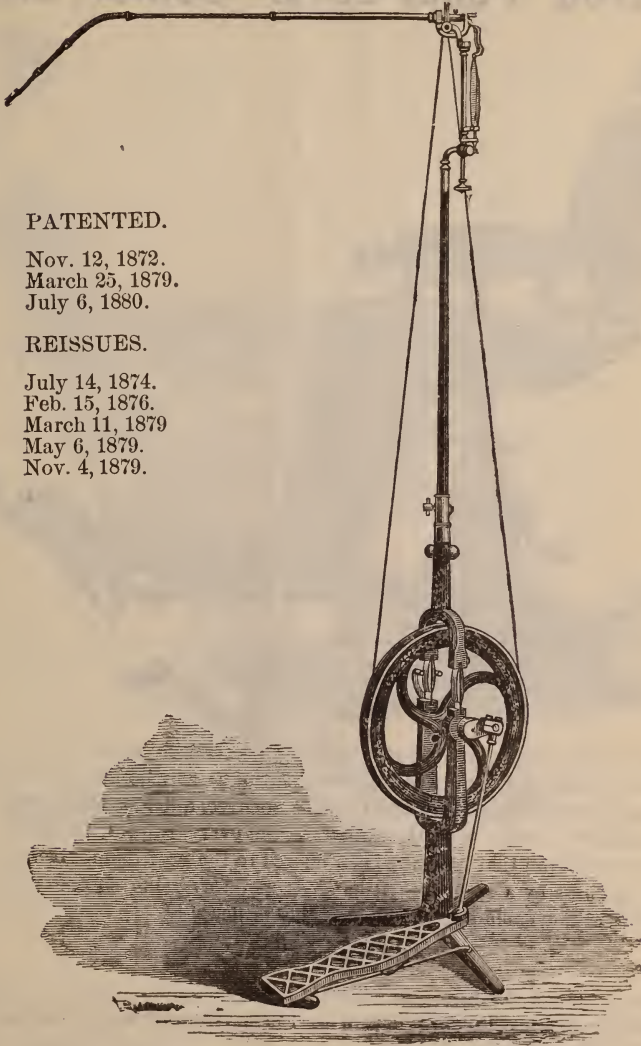 PATENTED.
Nov. 12, 1872.
March 25, 1879.
July 6, 1880.
REISSUES.
July 14, 1874.
Feb. 15, 1876.
March 11, 1879
May 6, 1879.
Nov. 4, 1879.